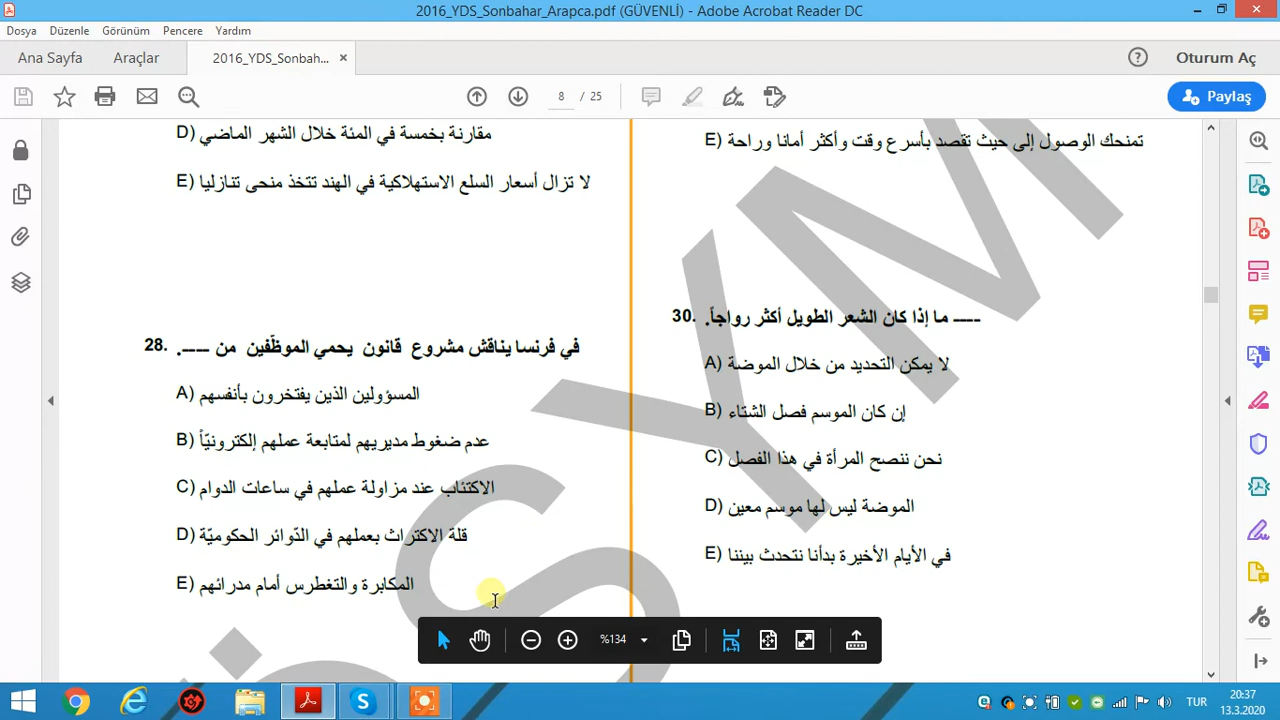 2016_YDS_Sonbahar_Arapca.pdf (GÜVENLİ) - Adobe Acrobat Reader DC
Dosya Düzenle Görünüm Pencere Yardım
Ana Sayfa Araçlar 2016_YDS_Sonbah... × Oturum Aç
8 / 25 Paylaş
D) مقارنة بخمسة في المئة خلال الشهر الماضي
E) لا تزال أسعار السلع الاستهلاكية في الهند تتخذ منحى تنازليا
28. في فرنسا يناقش مشروع قانون يحمي الموظّفين من ----.
A) المسؤولين الذين يفتخرون بأنفسهم
B) عدم ضغوط مديريهم لمتابعة عملهم إلكترونيّاً
C) الاكتئاب عند مزاولة عملهم في ساعات الدوام
D) قلة الاكتراث بعملهم في الدّوائر الحكوميّة
E) المكابرة والتغطرس أمام مدرائهم
E) تمنحك الوصول إلى حيث تقصد بأسرع وقت وأكثر أمانا وراحة
30. ---- ما إذا كان الشعر الطويل أكثر رواجاً.
A) لا يمكن التحديد من خلال الموضة
B) إن كان الموسم فصل الشتاء
C) نحن ننصح المرأة في هذا الفصل
D) الموضة ليس لها موسم معين
E) في الأيام الأخيرة بدأنا نتحدث بيننا
ÖSYM
%134
TUR
20:37
13.3.2020